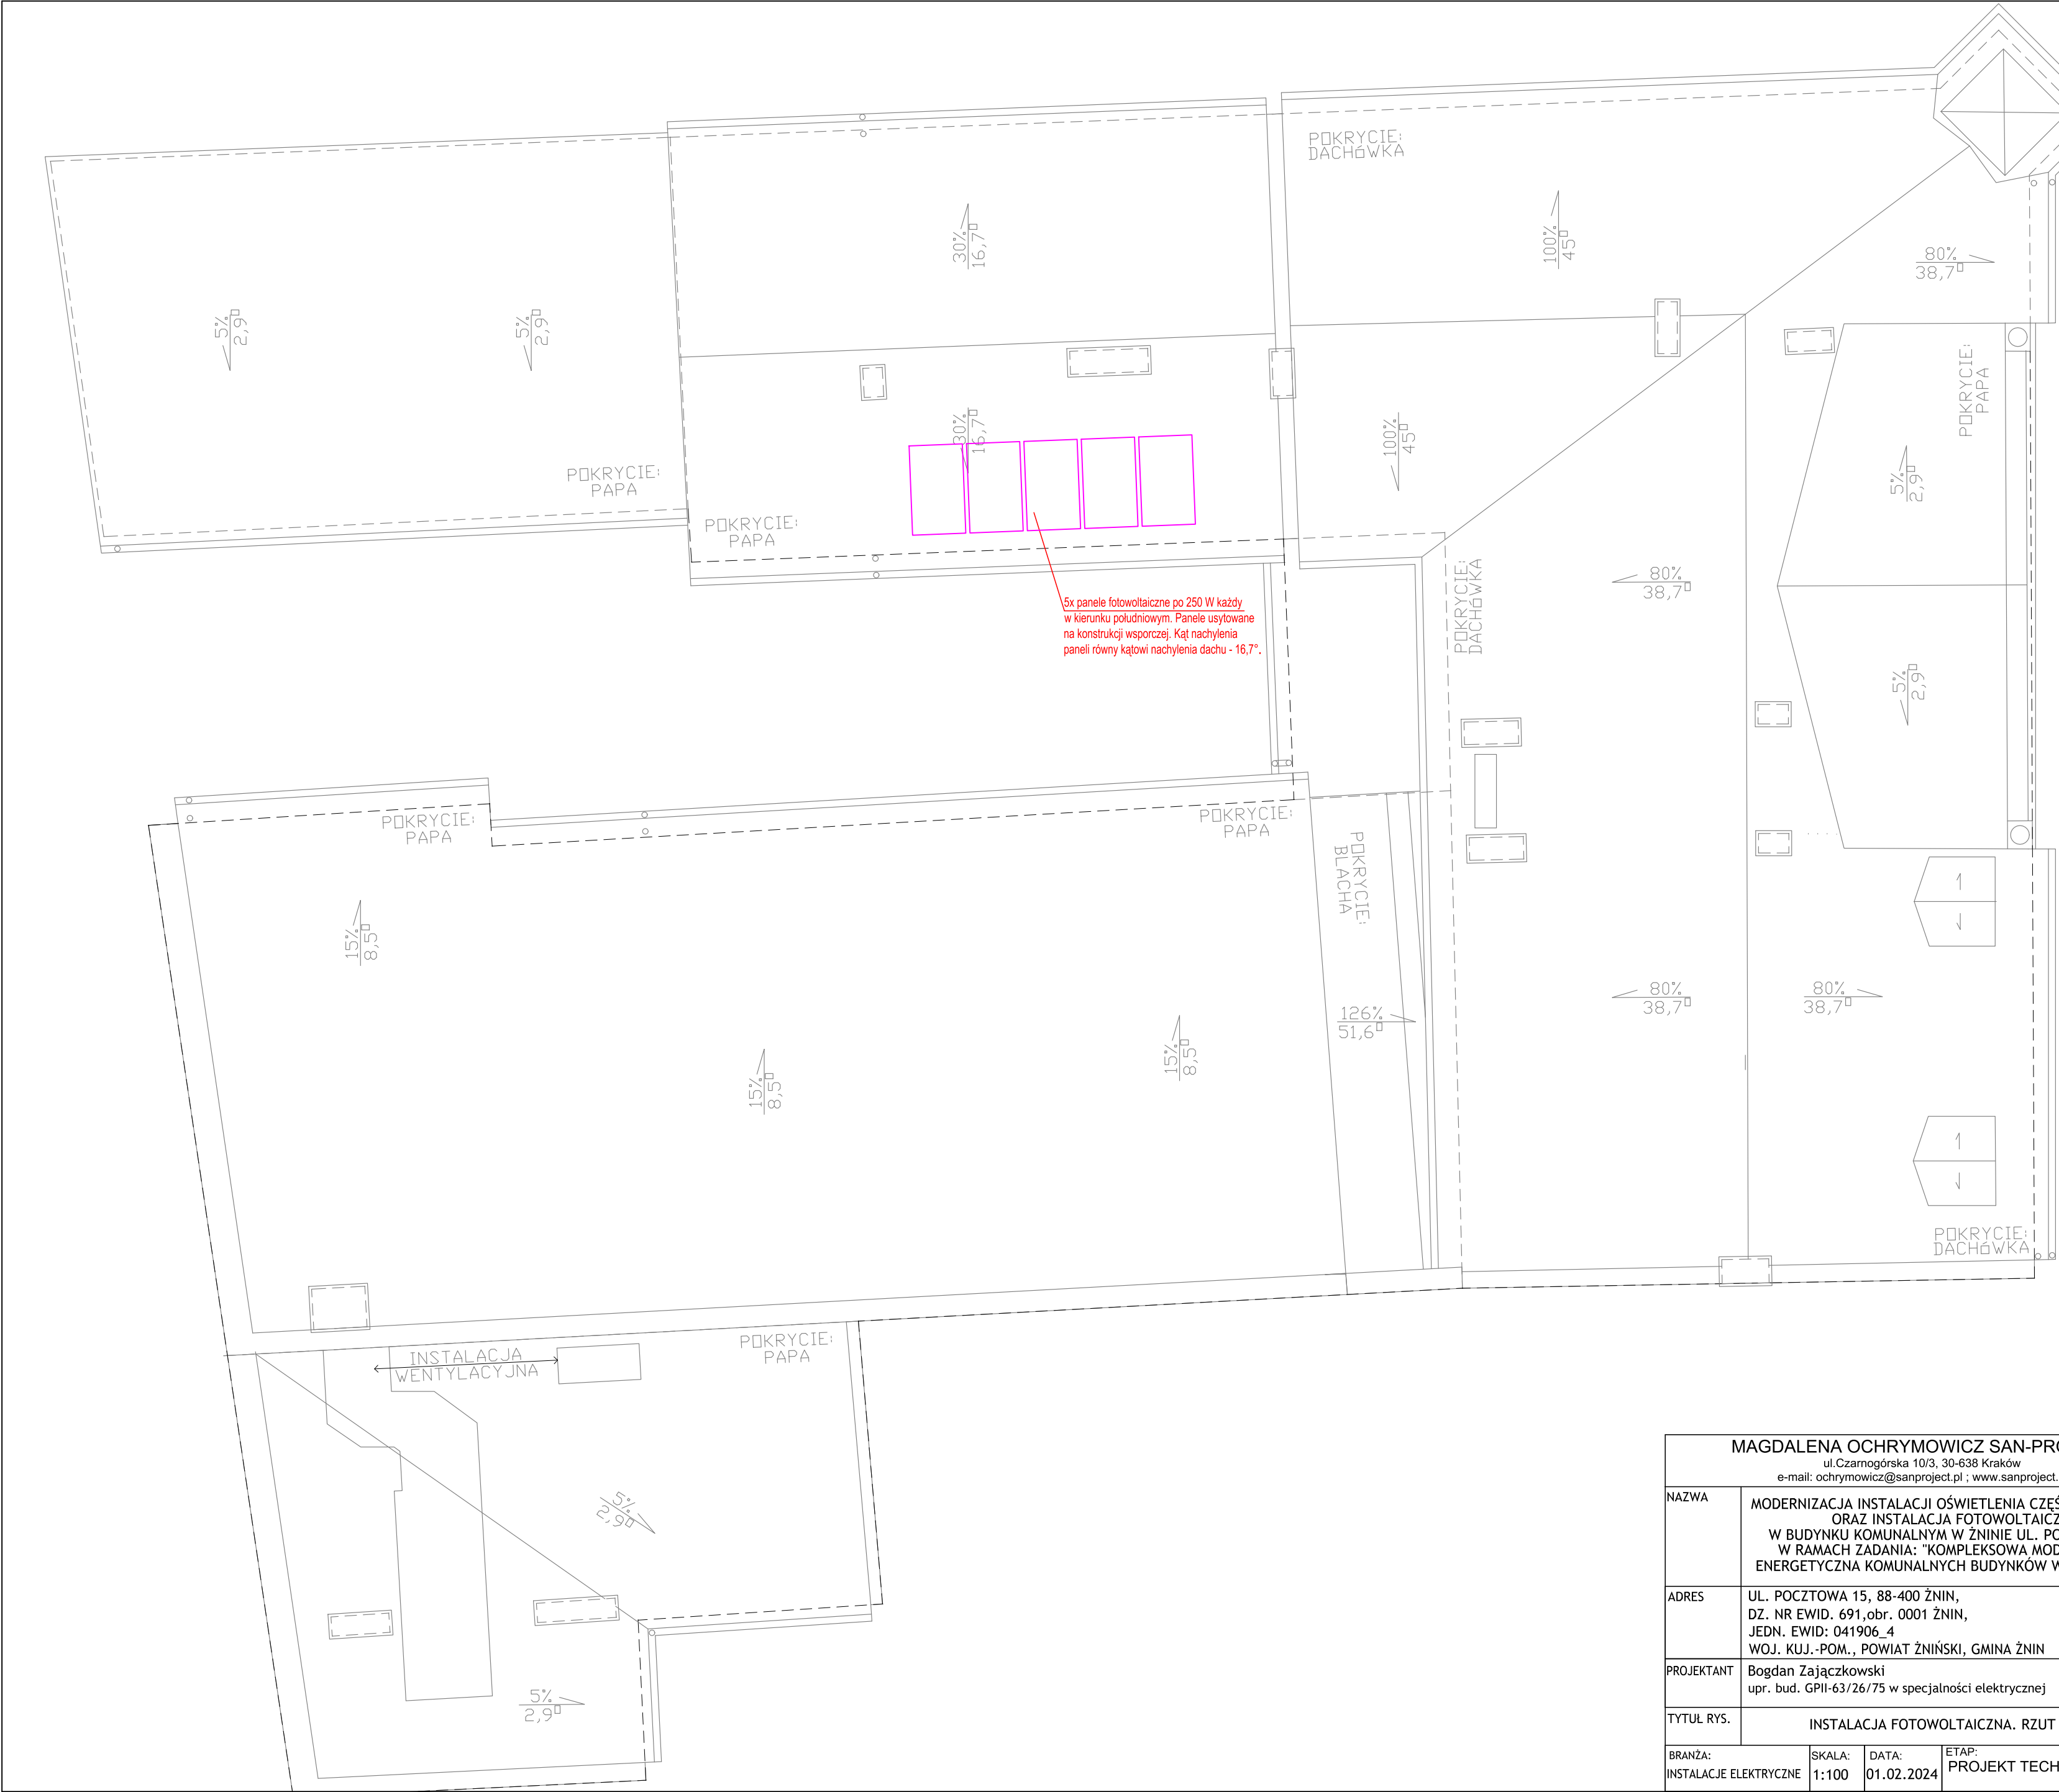 POKRYCIE:
DACHóWKA
30%
16,7°
100%
45°
80%
38,7°
5%
2,9°
5%
2,9°
POKRYCIE:
PAPA
30%
16,7°
100%
45°
5%
2,9°
POKRYCIE:
PAPA
POKRYCIE:
PAPA
5x panele fotowoltaiczne po 250 W każdy
w kierunku południowym. Panele usytowane
na konstrukcji wsporczej. Kąt nachylenia
paneli równy kątowi nachylenia dachu - 16,7°.
POKRYCIE:
DACHóWKA
80%
38,7°
5%
2,9°
POKRYCIE:
PAPA
POKRYCIE:
PAPA
POKRYCIE:
BLACHA
15%
8,5°
15%
8,5°
15%
8,5°
126%
51,6°
80%
38,7°
80%
38,7°
1
1
1
1
POKRYCIE:
DACHóWKA
INSTALACJA
WENTYLACYJNA
POKRYCIE:
PAPA
5%
2,9°
5%
2,9°
MAGDALENA OCHRYMOWICZ SAN-PRO
ul.Czarnogórska 10/3, 30-638 Kraków
e-mail: ochrymowicz@sanproject.pl ; www.sanproject.
NAZWA
MODERNIZACJA INSTALACJI OŚWIETLENIA CZĘŚ
ORAZ INSTALACJA FOTOWOLTAICZ
W BUDYNKU KOMUNALNYM W ŻNINIE UL. PO
W RAMACH ZADANIA: "KOMPLEKSOWA MOD
ENERGETYCZNA KOMUNALNYCH BUDYNKÓW W
ADRES
UL. POCZTOWA 15, 88-400 ŻNIN,
DZ. NR EWID. 691,obr. 0001 ŻNIN,
JEDN. EWID: 041906_4
WOJ. KUJ.-POM., POWIAT ŻNIŃSKI, GMINA ŻNIN
PROJEKTANT
Bogdan Zajączkowski
upr. bud. GPII-63/26/75 w specjalności elektrycznej
TYTUŁ RYS.
INSTALACJA FOTOWOLTAICZNA. RZUT
BRANŻA:
INSTALACJE ELEKTRYCZNE
SKALA:
1:100
DATA:
01.02.2024
ETAP:
PROJEKT TECH